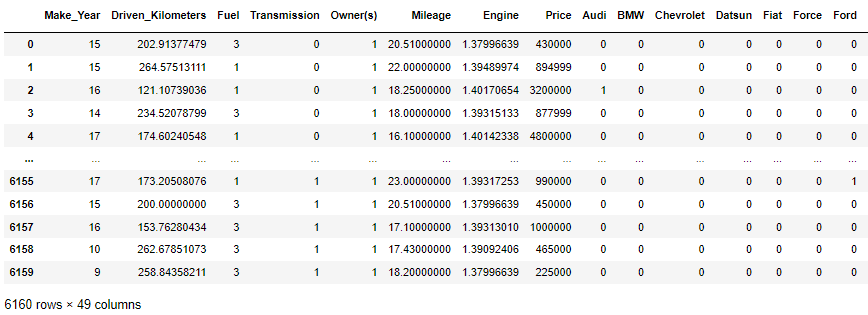 Make_Year Driven_Kilometers Fuel Transmission Owner(s) Mileage Engine Price Audi BMW Chevrolet Datsun Fiat Force Ford
0 15 202.91377479 3 0 1 20.51000000 1.37996639 430000 0 0 0 0 0 0 0
1 15 264.57513111 1 0 1 22.00000000 1.39489974 894999 0 0 0 0 0 0 0
2 16 121.10739036 1 0 1 18.25000000 1.40170654 3200000 1 0 0 0 0 0 0
3 14 234.52078799 3 0 1 18.00000000 1.39315133 877999 0 0 0 0 0 0 0
4 17 174.60240548 1 0 1 16.10000000 1.40142338 4800000 0 0 0 0 0 0 0
... ... ... ... ... ... ... ... ... ... ... ... ... ... ... ...
6155 17 173.20508076 1 1 1 23.00000000 1.39317253 990000 0 0 0 0 0 0 1
6156 15 200.00000000 3 1 1 20.51000000 1.37996639 450000 0 0 0 0 0 0 0
6157 16 153.76280434 3 1 1 17.10000000 1.39313010 1000000 0 0 0 0 0 0 0
6158 10 262.67851073 3 1 1 17.43000000 1.39092406 465000 0 0 0 0 0 0 0
6159 9 258.84358211 3 1 1 18.20000000 1.37996639 225000 0 0 0 0 0 0 0
6160 rows × 49 columns